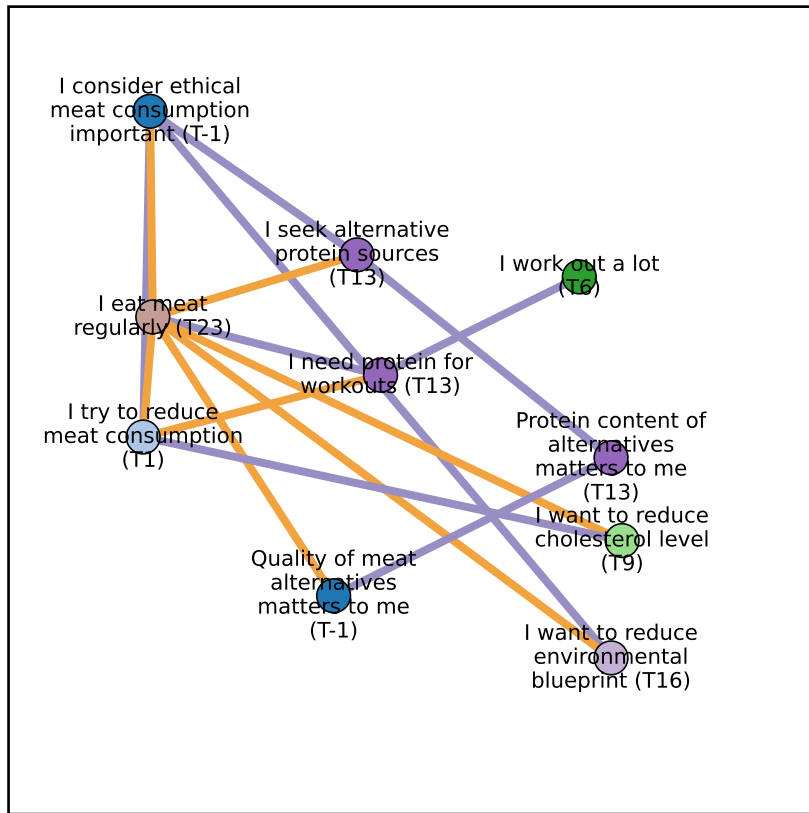 I consider ethical
meat consumption
important (T-1)
I seek alternative
protein sources
(T13)
I work out a lot
(T6)
I eat meat
regularly (T23)
I need protein for
workouts (T13)
I try to reduce
meat consumption
(T1)
Protein content of
alternatives
matters to me
(T13)
I want to reduce
cholesterol level
(T9)
Quality of meat
alternatives
matters to me
(T-1)
I want to reduce
environmental
blueprint (T16)